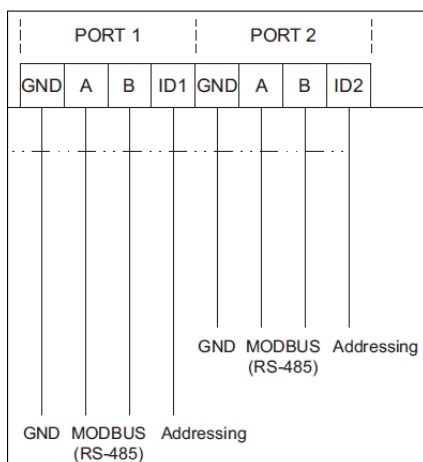 PORT 1 PORT 2
GND A B ID1 GND A B ID2
GND MODBUS Addressing
(RS-485)
GND MODBUS Addressing
(RS-485)